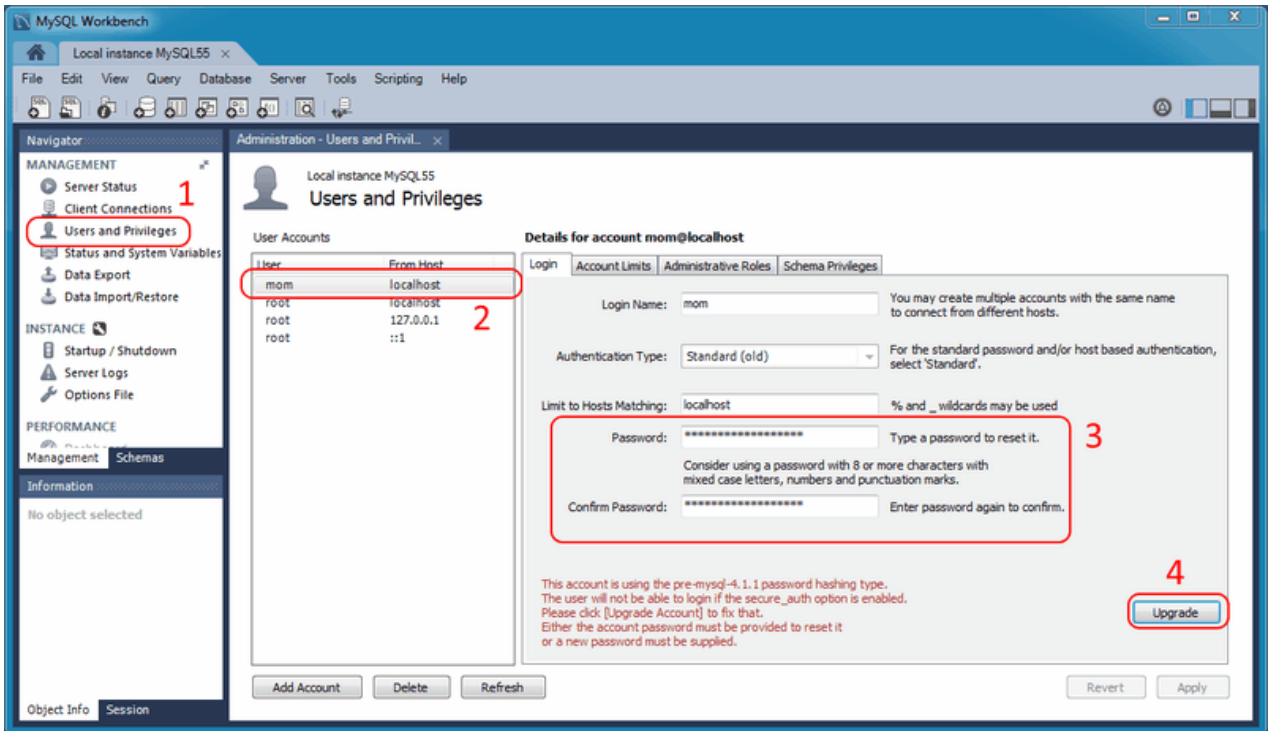 MySQL Workbench
Local instance MySQL55
File Edit View Query Database Server Tools Scripting Help
Navigator
MANAGEMENT
Server Status
1
Client Connections
Users and Privileges
Status and System Variables
Data Export
Data Import/Restore
INSTANCE
Startup / Shutdown
Server Logs
Options File
PERFORMANCE
Dashboard
Management Schemas
Information
No object selected
Object Info Session
Administration - Users and Privil...
Local instance MySQL55
Users and Privileges
User Accounts
User From Host
mom localhost
root localhost
root 127.0.0.1
root ::1
2
Add Account Delete Refresh
Details for account mom@localhost
Login Account Limits Administrative Roles Schema Privileges
Login Name: mom
You may create multiple accounts with the same name
to connect from different hosts.
Authentication Type: Standard (old)
For the standard password and/or host based authentication,
select 'Standard'.
Limit to Hosts Matching: localhost % and _ wildcards may be used
Password: ****************** Type a password to reset it.
3
Consider using a password with 8 or more characters with
mixed case letters, numbers and punctuation marks.
Confirm Password: ****************** Enter password again to confirm.
This account is using the pre-mysql-4.1.1 password hashing type.
The user will not be able to login if the secure_auth option is enabled.
Please click [Upgrade Account] to fix that.
Either the account password must be provided to reset it
or a new password must be supplied.
4
Upgrade
Revert Apply